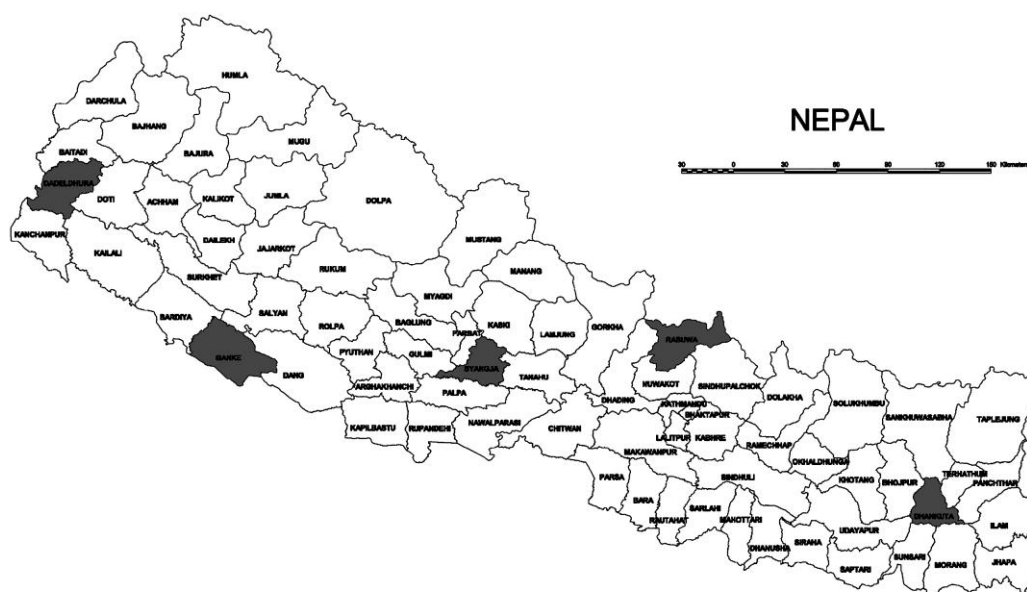 NEPAL
30 0 30 60 90 120 150 Kilometers
HUMLA
DARCHULA
BAJHANG
BAITADI
BAJURA
MUGU
DADELDHURA
DOTI
ACHHAM
KALIKOT
JUMLA
DOLPA
KANCHANPUR
KAILALI
DAILEKH
JAJARKOT
MUSTANG
SURKHET
RUKUM
MANANG
MYAGDI
BARDIYA
SALYAN
ROLPA
BAGLUNG
PARBAT
KASKI
LAMJUNG
GORKHA
RASUWA
BANKE
DANG
PYUTHAN
GULMI
SYANGJA
TANAHU
NUWAKOT
SINDHUPALCHOK
ARGHAKHANCHI
PALPA
DHADING
KATHMANDU
BHAKTAPUR
DOLAKHA
SOLUKHUMBU
SANKHUWASABHA
TAPLEJUNG
KAPILBASTU
RUPANDEHI
NAWALPARASI
CHITWAN
LALITPUR
KABHRE
RAMECHHAP
MAKAWANPUR
OKHALDHUNGA
KHOTANG
BHOJPUR
TERHATHUM
PANCHTHAR
PARSA
BARA
RAUTAHAT
SARLAHI
MAHOTTARI
SINDHULI
DHANUSHA
SIRAHA
UDAYAPUR
SAPTARI
DHANKUTA
SUNSARI
MORANG
ILAM
JHAPA